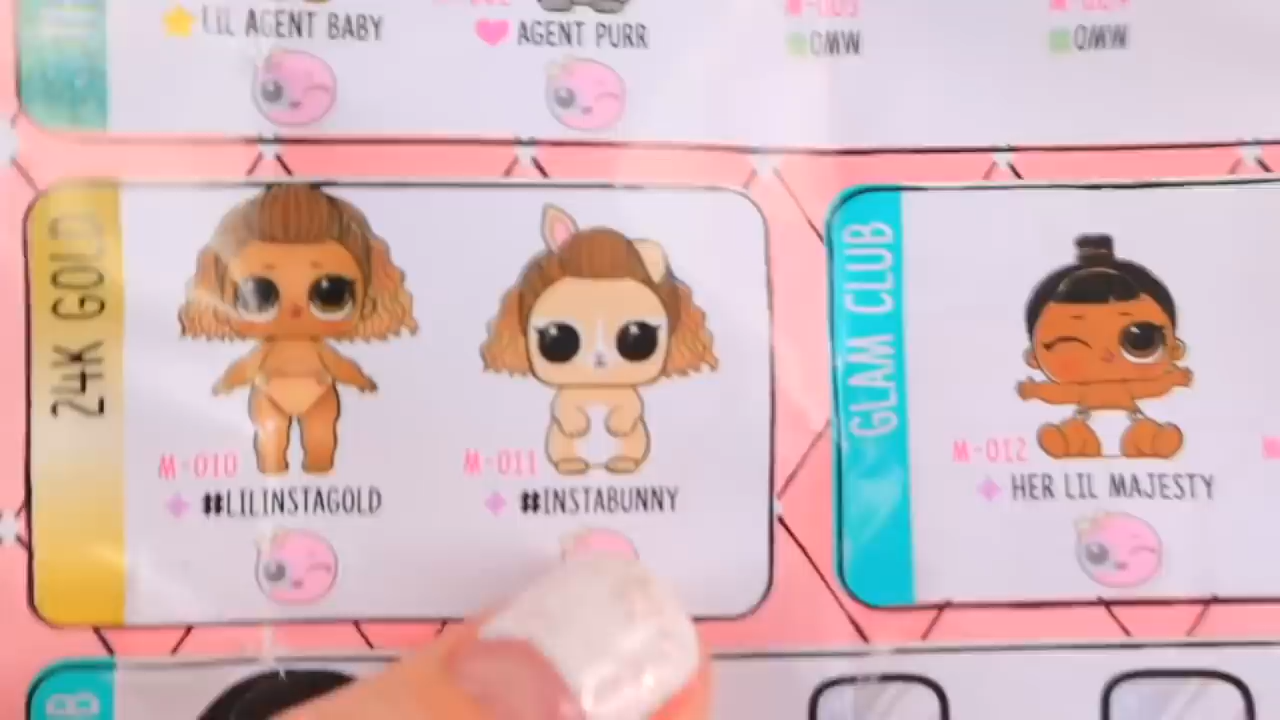 LIL AGENT BABY
AGENT PURR
OMW
OMW
24K GOLD
M-010
#LILINSTAGOLD
M-011
#INSTABUNNY
GLAM CLUB
M-012
HER LIL MAJESTY